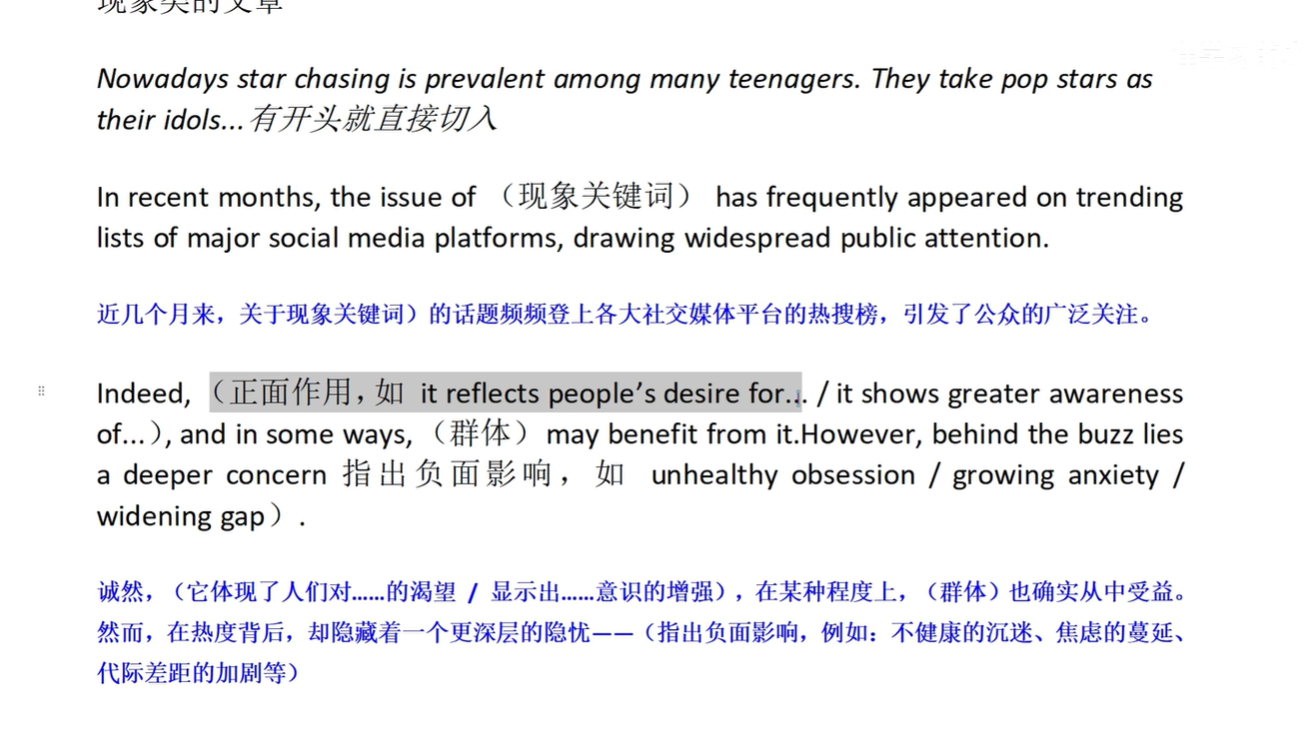 现象类的文章
Nowadays star chasing is prevalent among many teenagers. They take pop stars as
their idols...有开头就直接切入
In recent months, the issue of （现象关键词） has frequently appeared on trending
lists of major social media platforms, drawing widespread public attention.
近几个月来，关于现象关键词）的话题频频登上各大社交媒体平台的热搜榜，引发了公众的广泛关注。
Indeed, （正面作用，如 it reflects people’s desire for... / it shows greater awareness
of...）, and in some ways, （群体） may benefit from it.However, behind the buzz lies
a deeper concern 指出负面影响，如 unhealthy obsession / growing anxiety /
widening gap）.
诚然，（它体现了人们对……的渴望 / 显示出……意识的增强），在某种程度上，（群体）也确实从中受益。
然而，在热度背后，却隐藏着一个更深层的隐忧——（指出负面影响，例如：不健康的沉迷、焦虑的蔓延、
代际差距的加剧等）